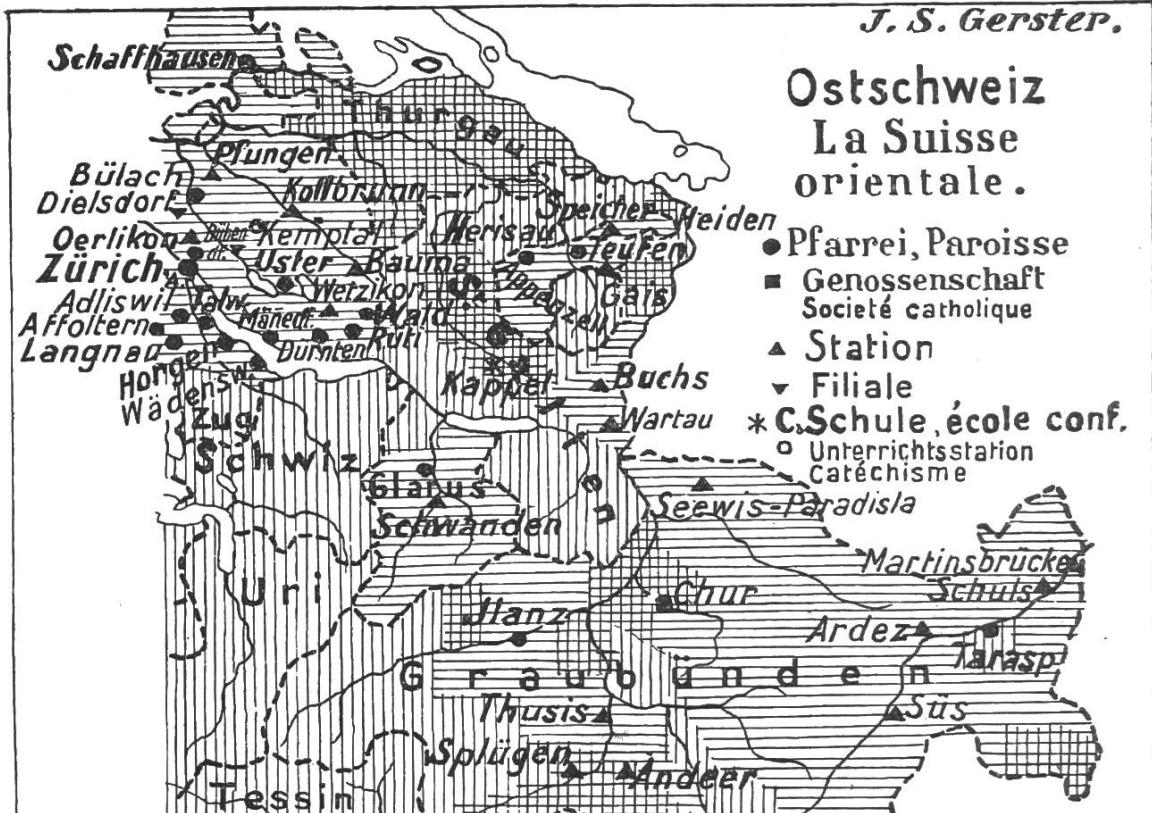 J. S. Gerster.
Ostschweiz
La Suisse
orientale.
Pfarrei, Paroisse
Genossenschaft
Societé catholique
Station
Filiale
* C. Schule, école conf.
Unterrichtsstation
Catéchisme
Schaffhausen
Thurgau
Pfungen
Bülach
Kollbrunn
Dielsdorf
Speicher
Heiden
Herisau
Oerlikon
Kemptal
Teufen
Zürich
Uster
Bauma
Appenzell
Gais
Adliswil
Talw.
Wetzikon
Affoltern
Männedf.
Wald
Langnau
Dürnten
Rüti
Horgen
Wädensw.
Kappel
Buchs
Zug
Wartau
Schwiz
Glarus
Seewis-Paradisla
Schwanden
Martinsbrücke
Uri
Schuls
Chur
Jlanz
Ardez
Tarasp
Graubünden
Thusis
Süs
Splügen
Andeer
Tessin